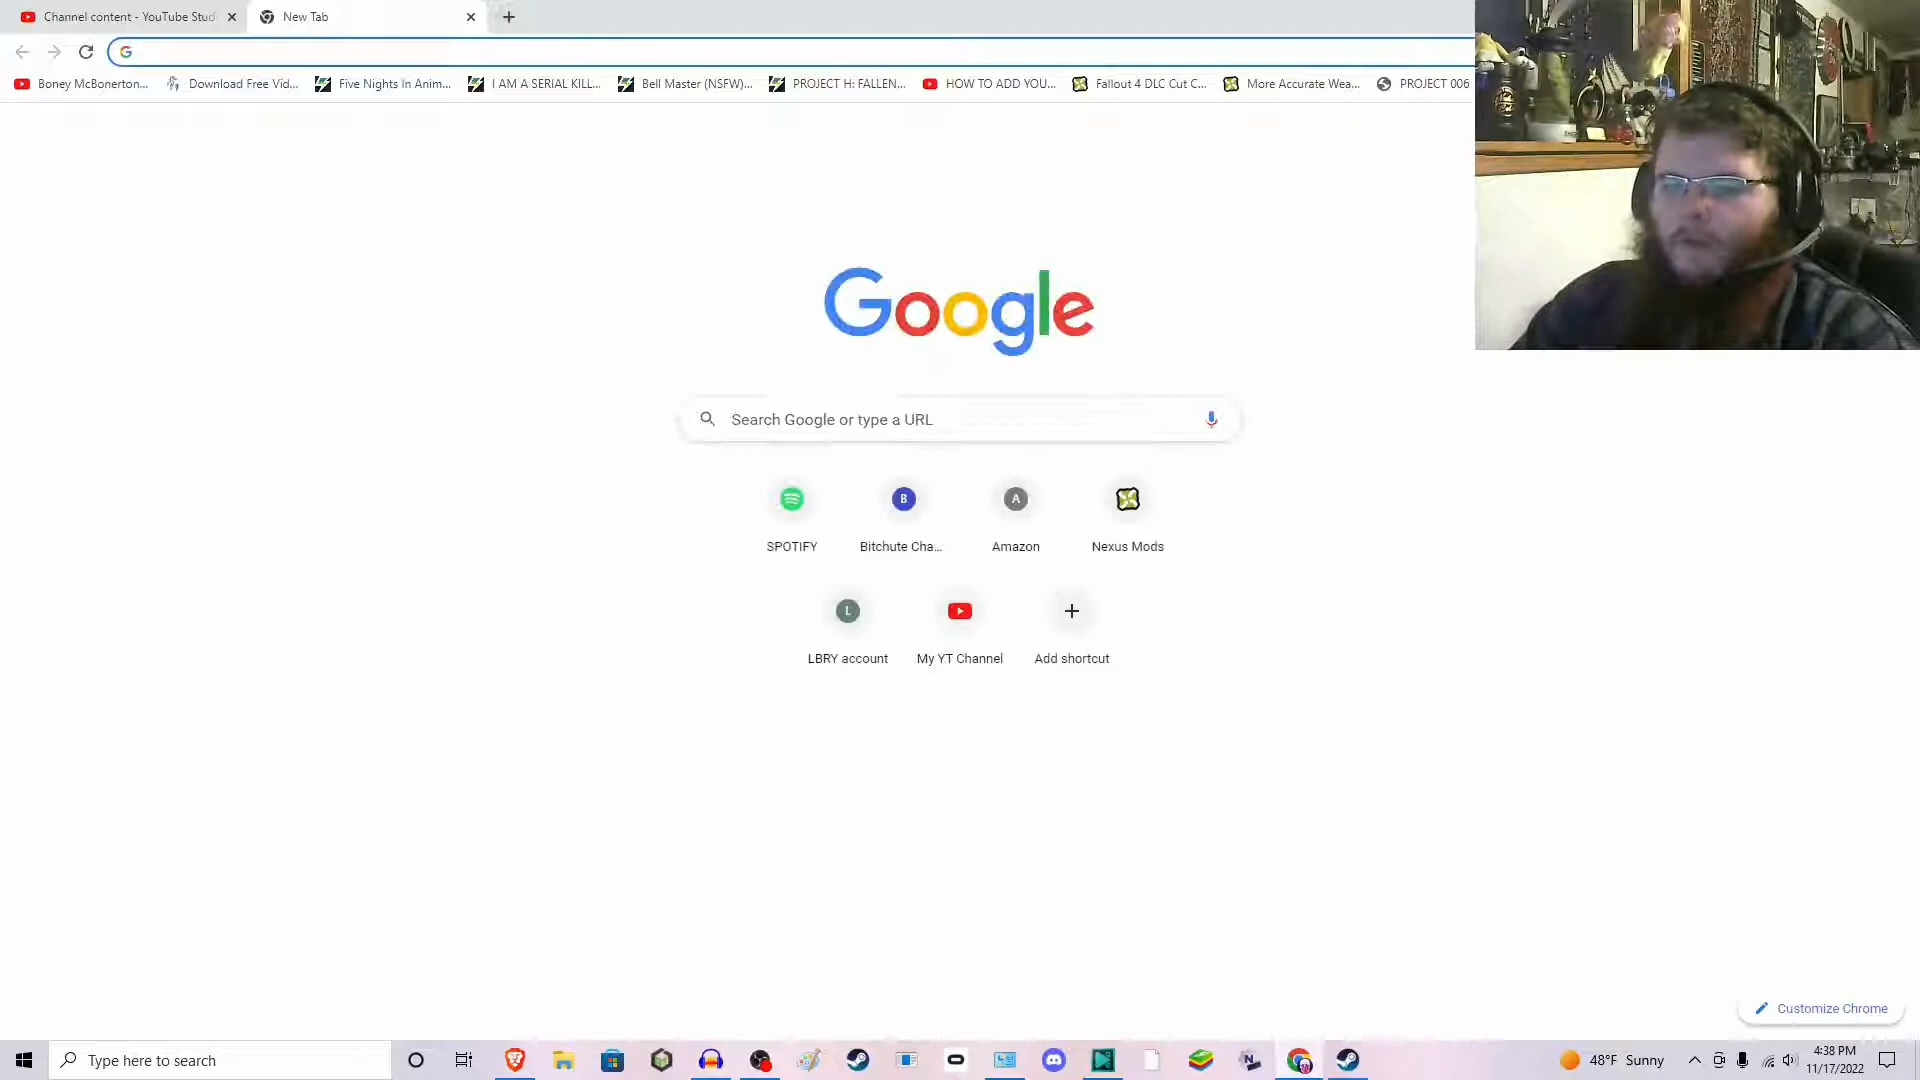 Channel content - YouTube Stud
New Tab
Boney McBonerton...
Download Free Vid...
Five Nights In Anim...
I AM A SERIAL KILL...
Bell Master (NSFW)...
PROJECT H: FALLEN...
HOW TO ADD YOU...
Fallout 4 DLC Cut C...
More Accurate Wea...
PROJECT 006
Google
Search Google or type a URL
B
A
SPOTIFY
Bitchute Cha...
Amazon
Nexus Mods
L
LBRY account
My YT Channel
Add shortcut
Customize Chrome
Type here to search
48°F Sunny
4:38 PM
11/17/2022